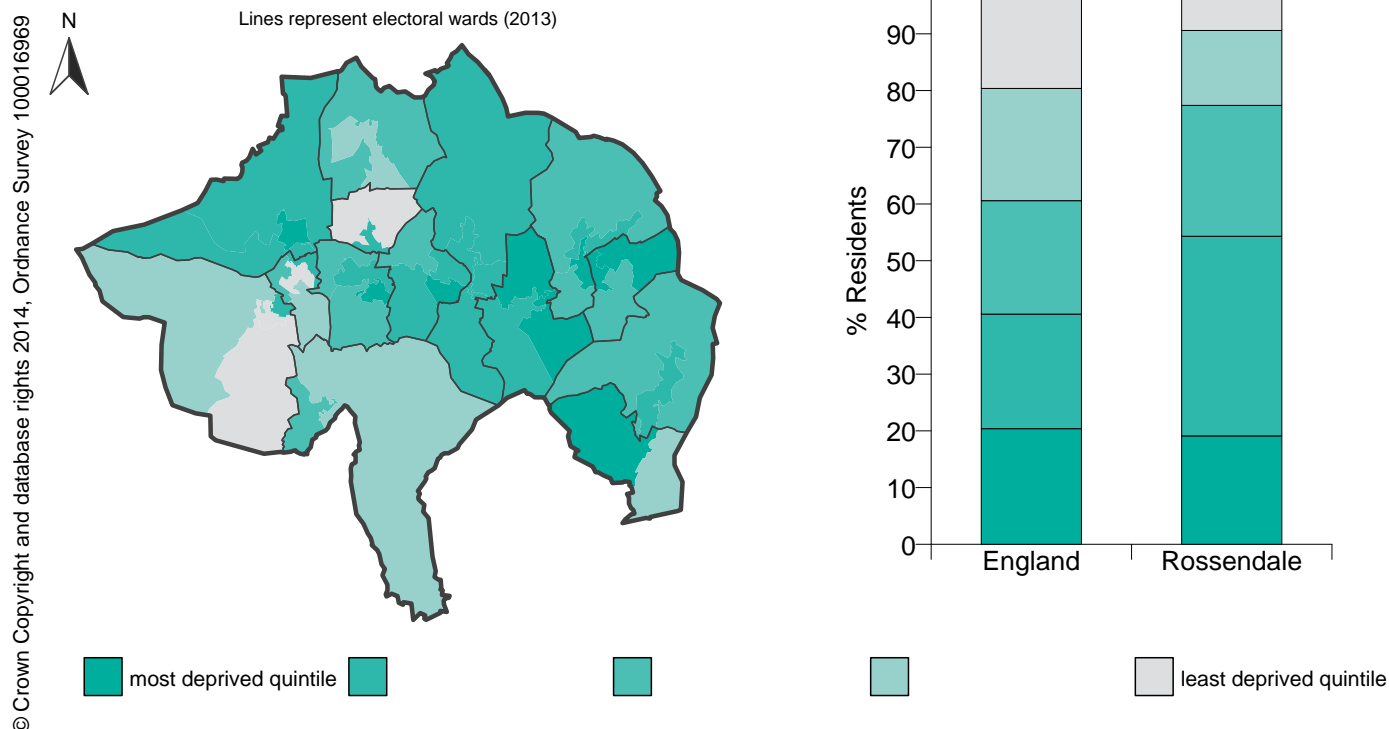 © Crown Copyright and database rights 2014, Ordnance Survey 100016969
N
Lines represent electoral wards (2013)
% Residents
90
80
70
60
50
40
30
20
10
0
England
Rossendale
most deprived quintile
least deprived quintile